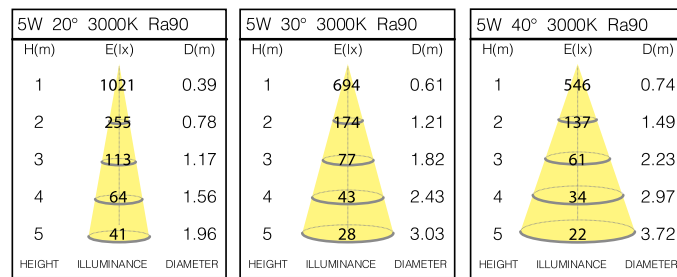 5W 20° 3000K Ra90
H(m) E(lx) D(m)
1 1021 0.39
2 255 0.78
3 113 1.17
4 64 1.56
5 41 1.96
HEIGHT ILLUMINANCE DIAMETER
5W 30° 3000K Ra90
H(m) E(lx) D(m)
1 694 0.61
2 174 1.21
3 77 1.82
4 43 2.43
5 28 3.03
HEIGHT ILLUMINANCE DIAMETER
5W 40° 3000K Ra90
H(m) E(lx) D(m)
1 546 0.74
2 137 1.49
3 61 2.23
4 34 2.97
5 22 3.72
HEIGHT ILLUMINANCE DIAMETER